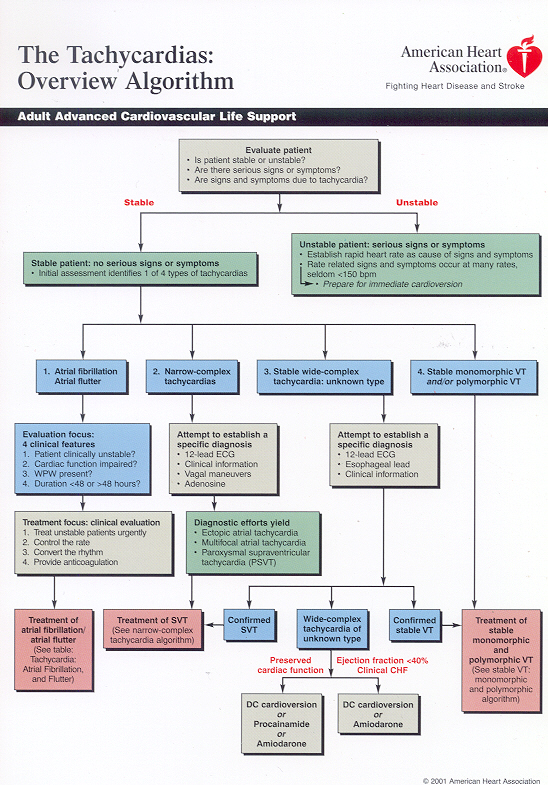 The Tachycardias:
Overview Algorithm
American Heart
Association®
Fighting Heart Disease and Stroke
Adult Advanced Cardiovascular Life Support
Evaluate patient
• Is patient stable or unstable?
• Are there serious signs or symptoms?
• Are signs and symptoms due to tachycardia?
Stable
Unstable
Stable patient: no serious signs or symptoms
• Initial assessment identifies 1 of 4 types of tachycardias
Unstable patient: serious signs or symptoms
• Establish rapid heart rate as cause of signs and symptoms
• Rate related signs and symptoms occur at many rates,
seldom <150 bpm
• Prepare for immediate cardioversion
1. Atrial fibrillation
Atrial flutter
2. Narrow-complex
tachycardias
3. Stable wide-complex
tachycardia: unknown type
4. Stable monomorphic VT
and/or polymorphic VT
Evaluation focus:
4 clinical features
1. Patient clinically unstable?
2. Cardiac function impaired?
3. WPW present?
4. Duration <48 or >48 hours?
Attempt to establish a
specific diagnosis
• 12-lead ECG
• Clinical information
• Vagal maneuvers
• Adenosine
Attempt to establish a
specific diagnosis
• 12-lead ECG
• Esophageal lead
• Clinical information
Treatment focus: clinical evaluation
1. Treat unstable patients urgently
2. Control the rate
3. Convert the rhythm
4. Provide anticoagulation
Diagnostic efforts yield
• Ectopic atrial tachycardia
• Multifocal atrial tachycardia
• Paroxysmal supraventricular
tachycardia (PSVT)
Treatment of
atrial fibrillation/
atrial flutter
(See table:
Tachycardia:
Atrial Fibrillation,
and Flutter)
Treatment of SVT
(See narrow-complex
tachycardia algorithm)
Confirmed
SVT
Wide-complex
tachycardia of
unknown type
Confirmed
stable VT
Treatment of
stable
monomorphic
and
polymorphic VT
(See stable VT:
monomorphic
and polymorphic
algorithm)
Preserved
cardiac function
Ejection fraction <40%
Clinical CHF
DC cardioversion
or
Procainamide
or
Amiodarone
DC cardioversion
or
Amiodarone
© 2001 American Heart Association